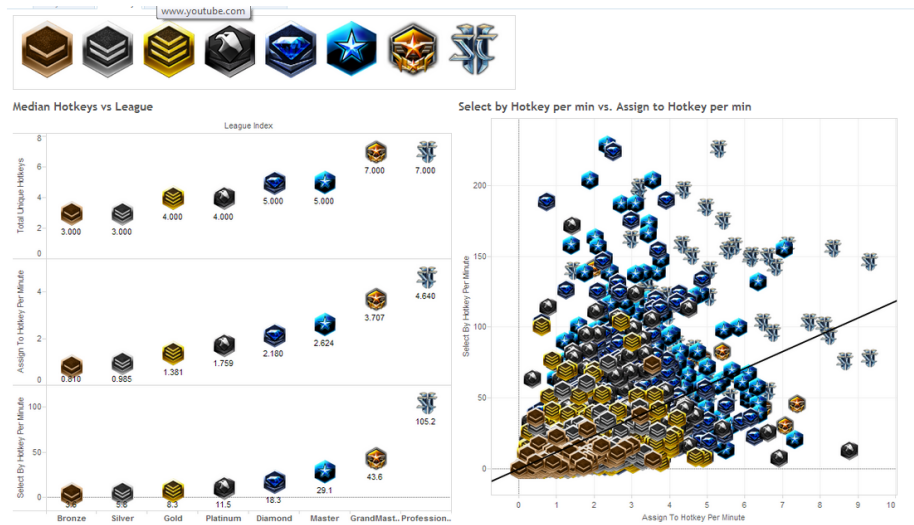 www.youtube.com
Median Hotkeys vs League
Select by Hotkey per min vs. Assign to Hotkey per min
League Index
Total Unique Hotkeys
8
6
4
2
0
3.000
3.000
4.000
4.000
5.000
5.000
7.000
7.000
Assign To Hotkey Per Minute
4
2
0
0.810
0.985
1.381
1.759
2.180
2.624
3.707
4.640
Select By Hotkey Per Minute
100
50
0
11.5
18.3
29.1
43.6
105.2
Bronze
Silver
Gold
Platinum
Diamond
Master
GrandMast..
Profession..
Select By Hotkey Per Minute
200
150
100
50
0
0
1
2
3
4
5
6
7
8
9
10
Assign To Hotkey Per Minute